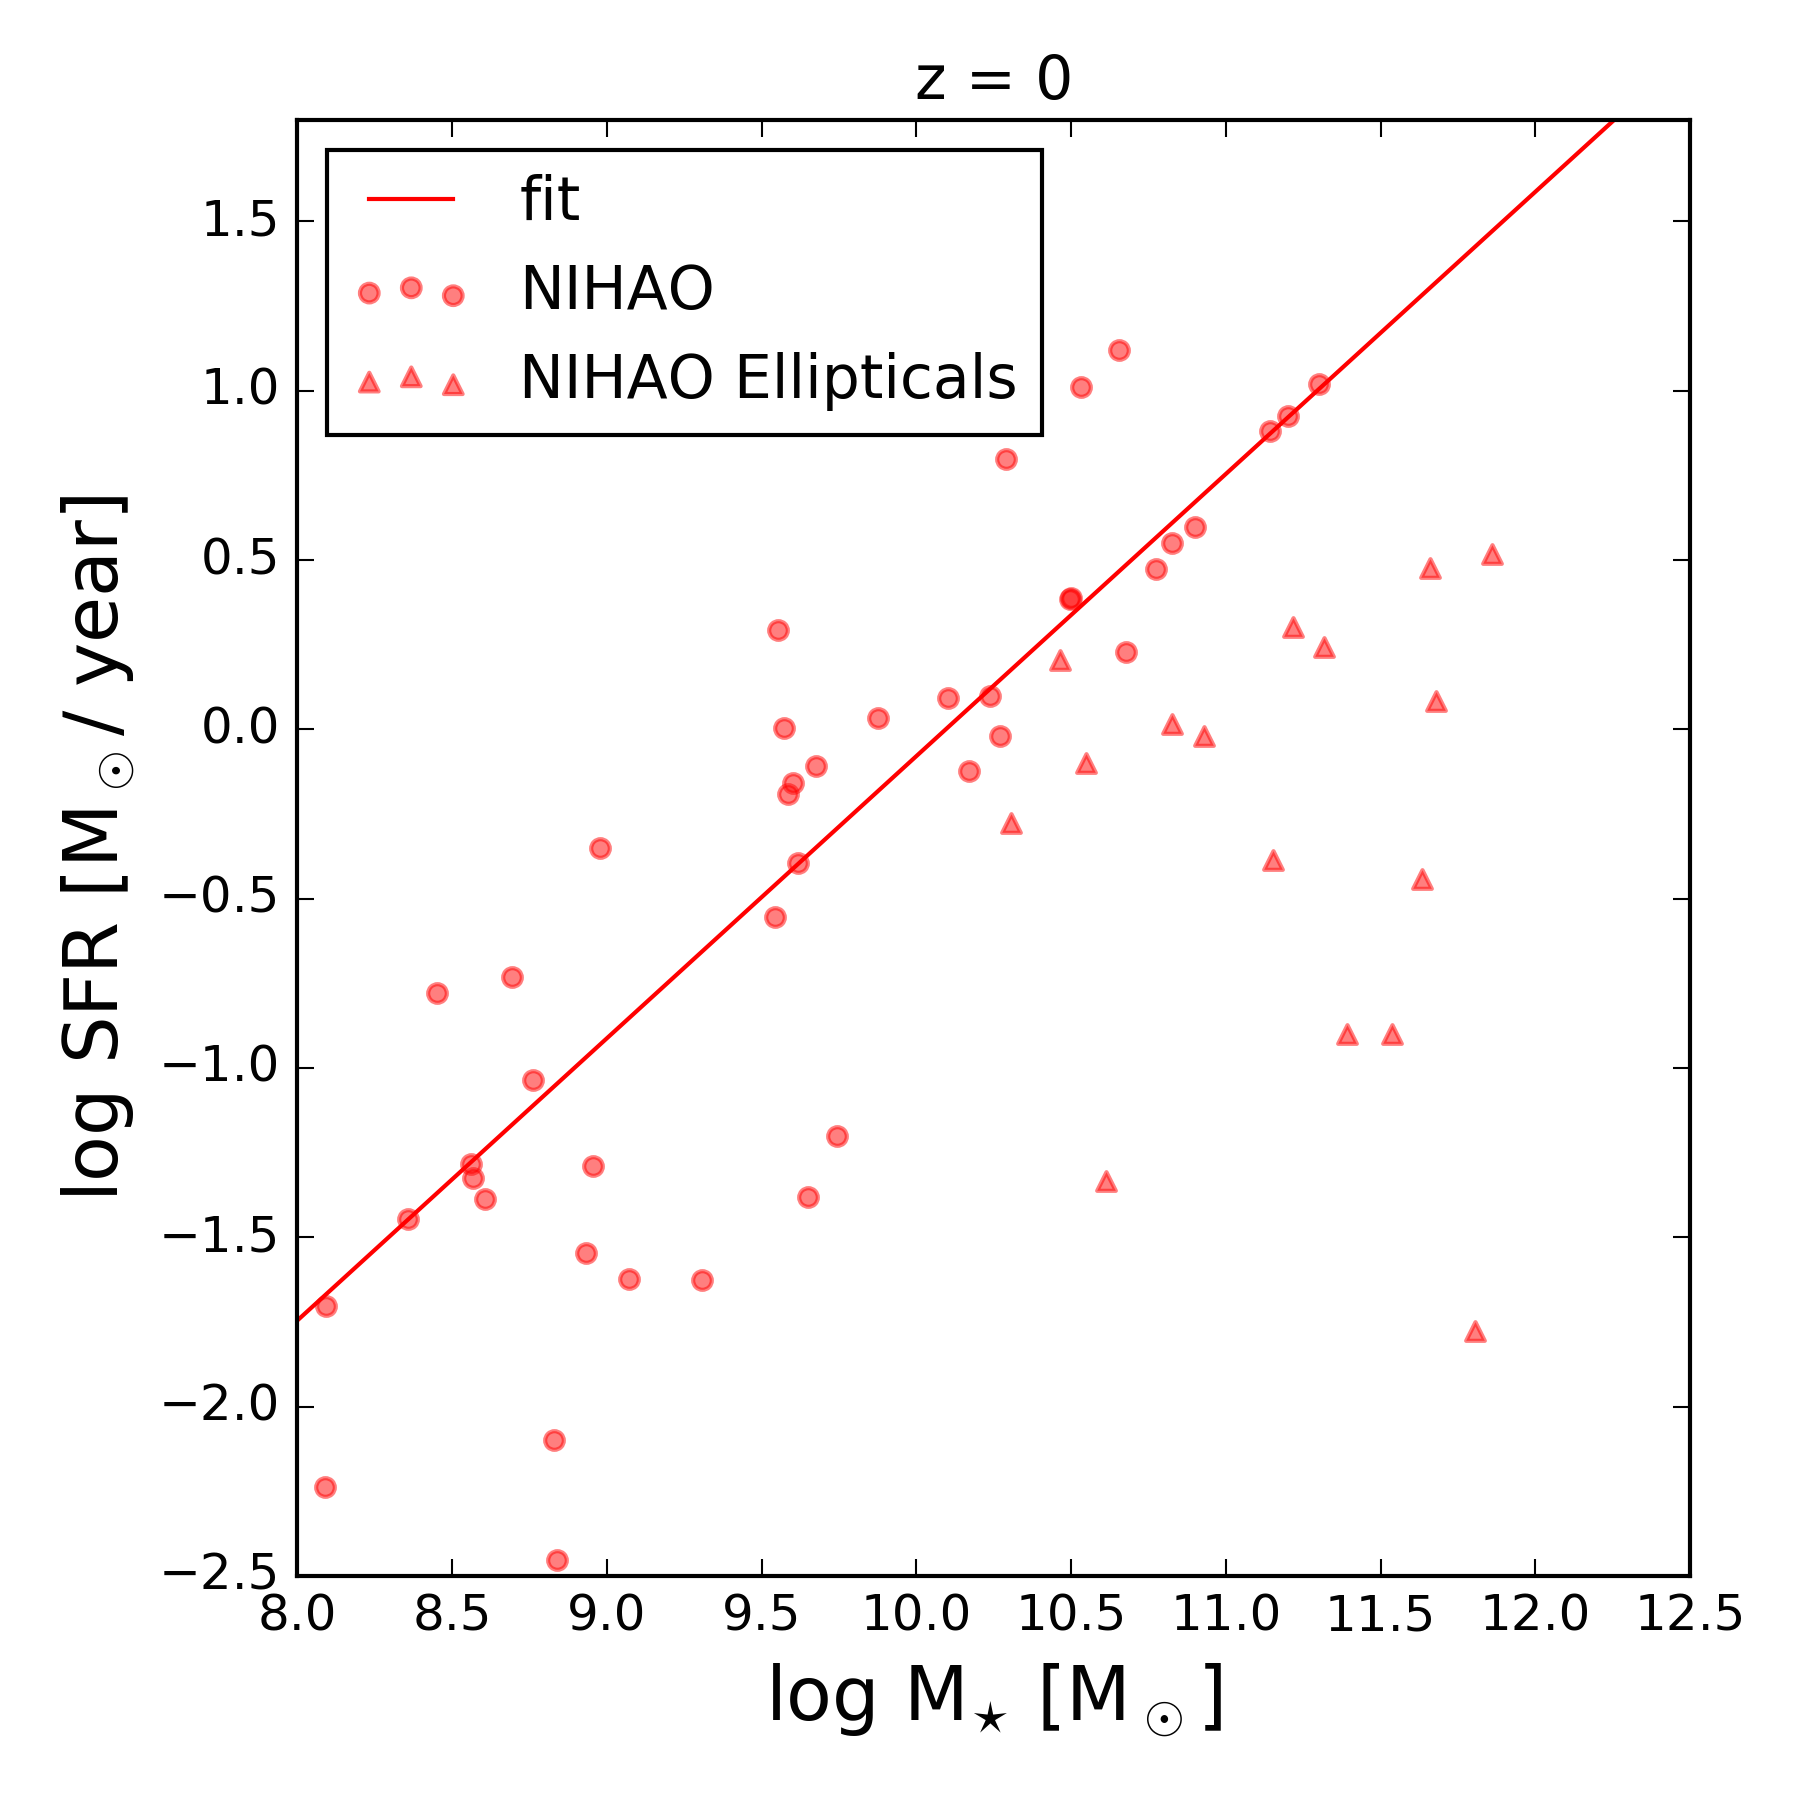 z = 0
fit
NIHAO
NIHAO Ellipticals
log SFR [M☉/ year]
1.5
1.0
0.5
0.0
−0.5
−1.0
−1.5
−2.0
−2.5
8.0 8.5 9.0 9.5 10.0 10.5 11.0 11.5 12.0 12.5
log M⋆ [M☉]